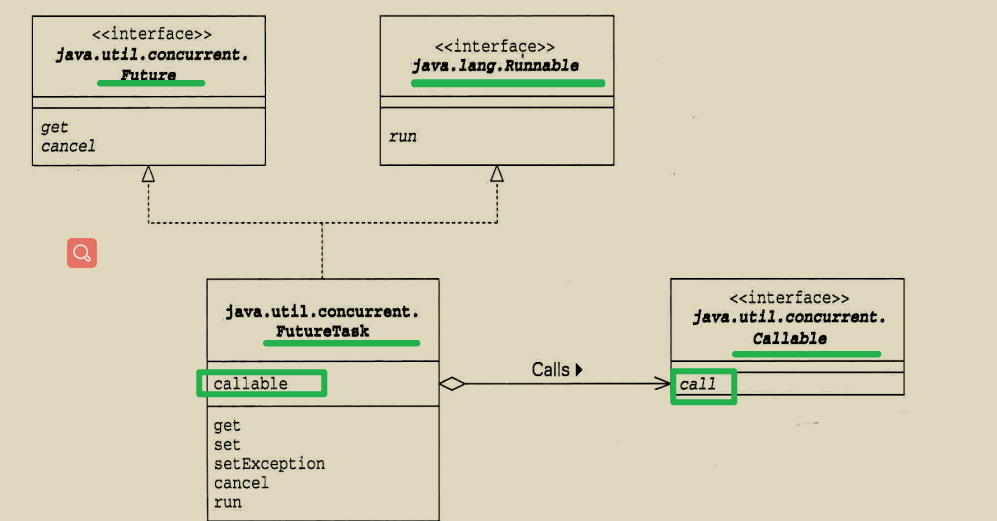 <<interface>>
java.util.concurrent.
Future
get
cancel
<<interface>>
java.lang.Runnable
run
java.util.concurrent.
FutureTask
callable
get
set
setException
cancel
run
Calls
<<interface>>
java.util.concurrent.
Callable
call